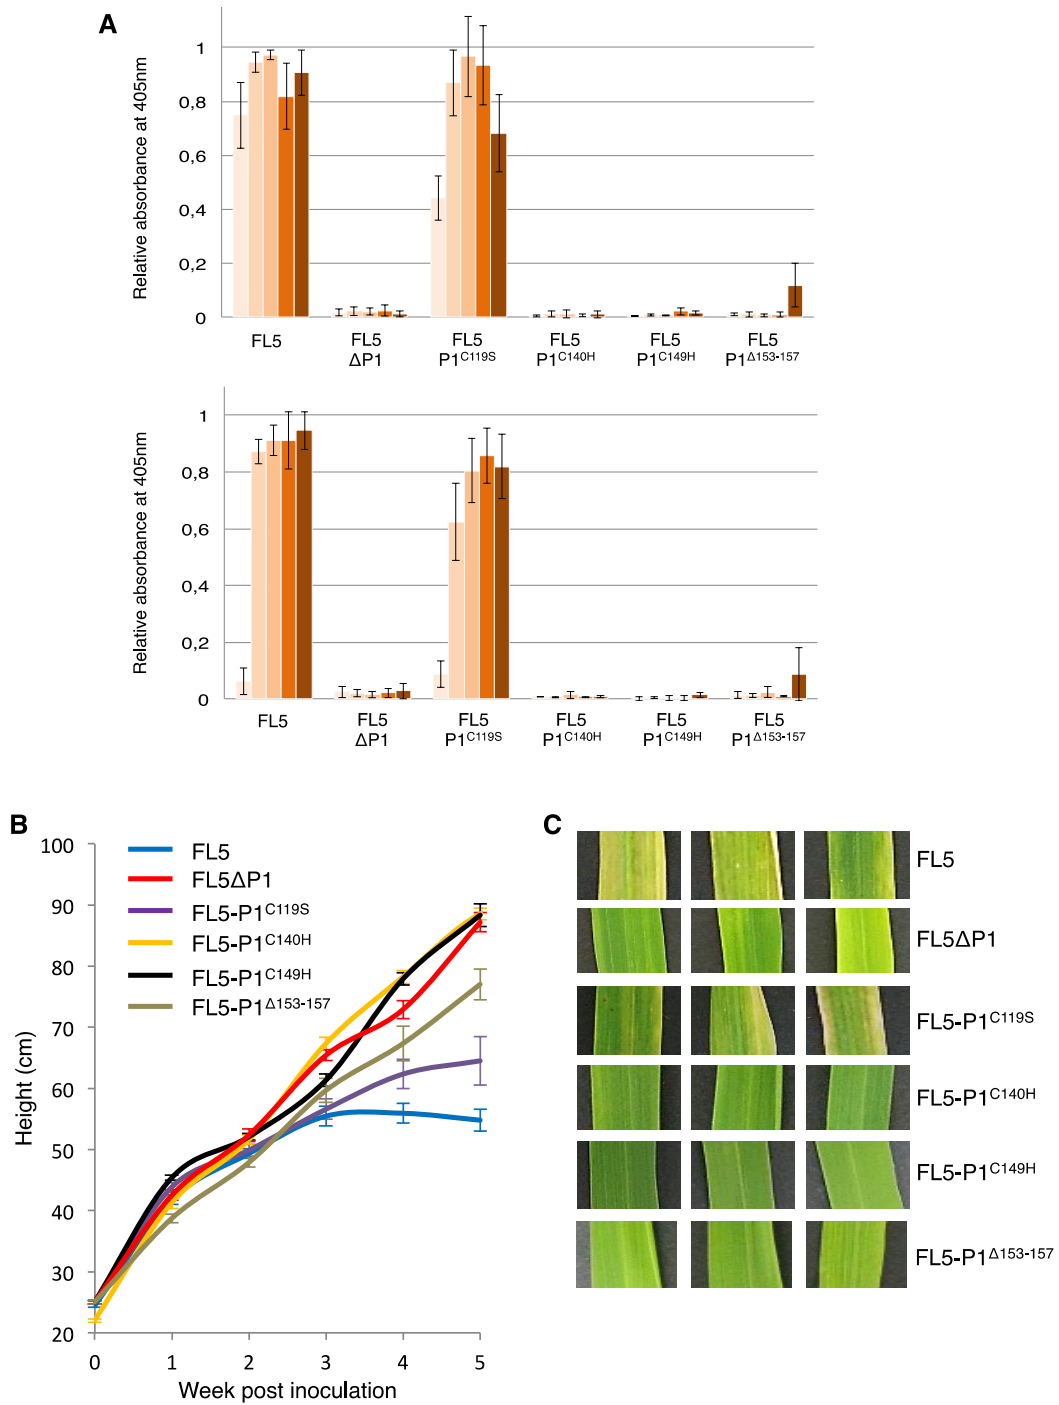 A
Relative absorbance at 405nm
1
0,8
0,6
0,4
0,2
0
FL5
FL5
ΔP1
FL5
P1C119S
FL5
P1C140H
FL5
P1C149H
FL5
P1Δ153-157
Relative absorbance at 405nm
1
0,8
0,6
0,4
0,2
0
FL5
FL5
ΔP1
FL5
P1C119S
FL5
P1C140H
FL5
P1C149H
FL5
P1Δ153-157
B
Height (cm)
100
90
80
70
60
50
40
30
20
0 1 2 3 4 5
Week post inoculation
FL5
FL5ΔP1
FL5-P1C119S
FL5-P1C140H
FL5-P1C149H
FL5-P1Δ153-157
C
FL5
FL5ΔP1
FL5-P1C119S
FL5-P1C140H
FL5-P1C149H
FL5-P1Δ153-157